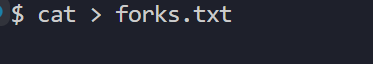 $ cat > forks.txt